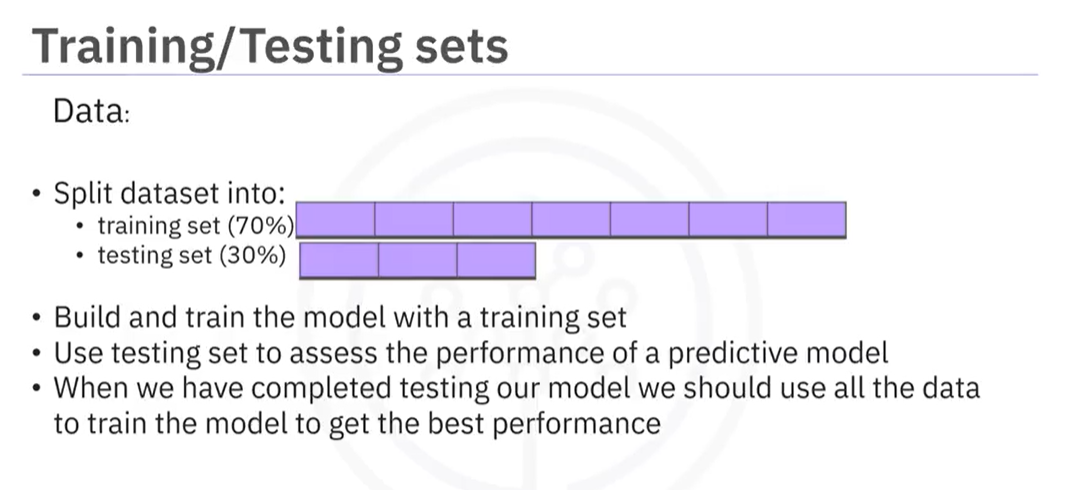 Training/Testing sets
Data:
• Split dataset into:
• training set (70%)
• testing set (30%)
• Build and train the model with a training set
• Use testing set to assess the performance of a predictive model
• When we have completed testing our model we should use all the data
to train the model to get the best performance